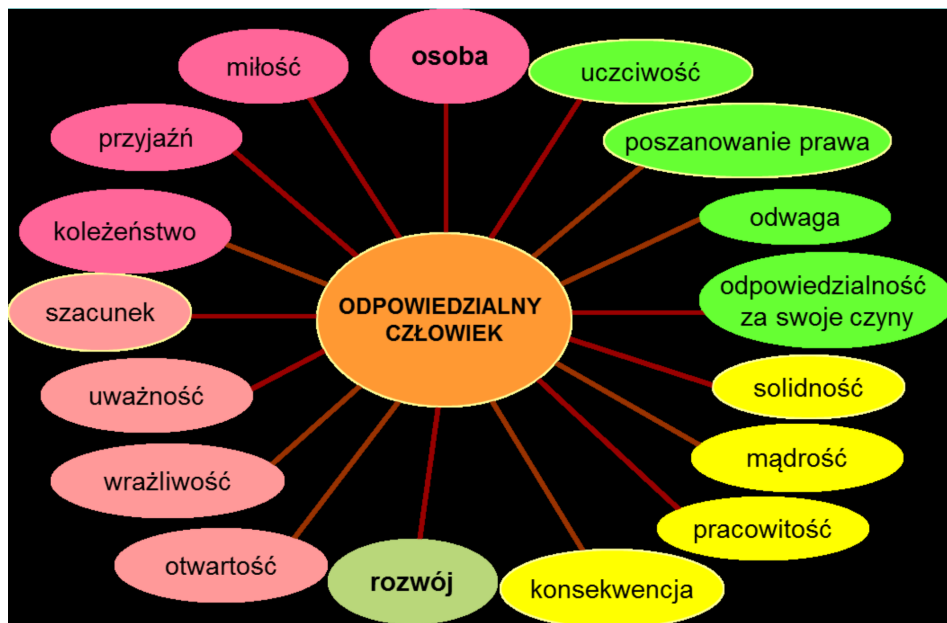 osoba
miłość
uczciwość
przyjaźń
poszanowanie prawa
koleżeństwo
odwaga
szacunek
ODPOWIEDZIALNY
CZŁOWIEK
odpowiedzialność
za swoje czyny
uważność
solidność
wrażliwość
mądrość
otwartość
pracowitość
rozwój
konsekwencja